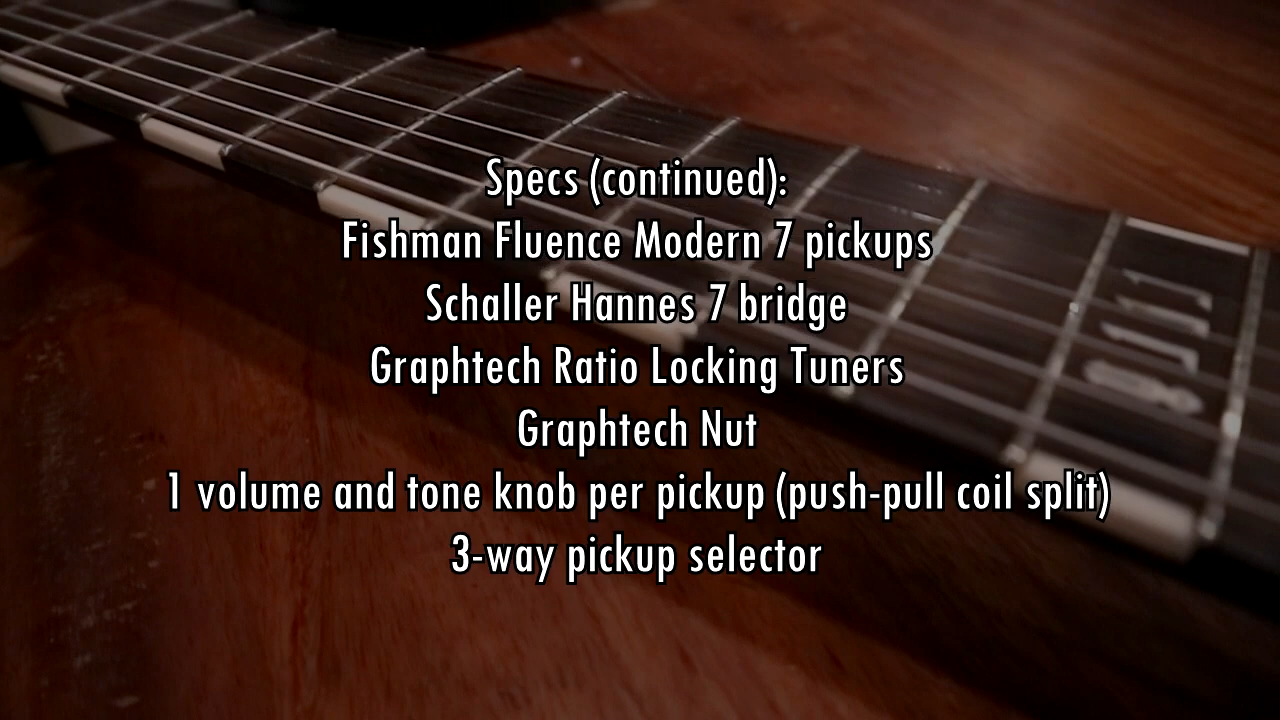 Specs (continued):
Fishman Fluence Modern 7 pickups
Schaller Hannes 7 bridge
Graphtech Ratio Locking Tuners
Graphtech Nut
1 volume and tone knob per pickup (push-pull coil split)
3-way pickup selector